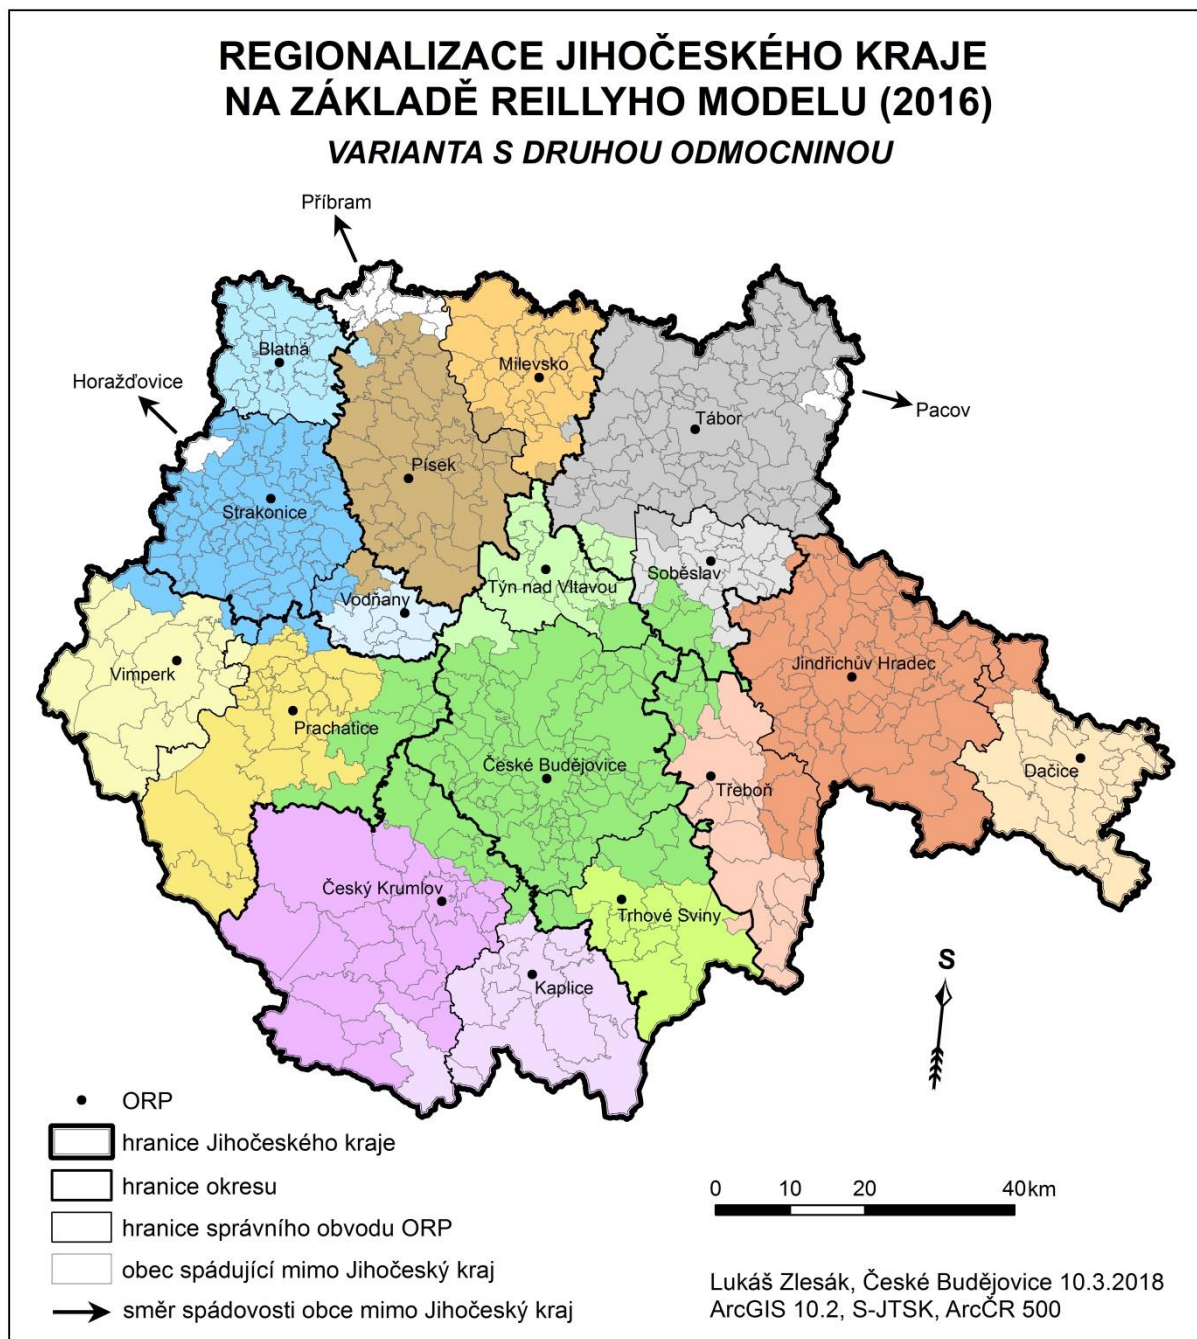 REGIONALIZACE JIHOČESKÉHO KRAJE
NA ZÁKLADĚ REILLYHO MODELU (2016)
VARIANTA S DRUHOU ODMOCNINOU
Příbram
Blatná
Milevsko
Horažďovice
Pacov
Tábor
Písek
Strakonice
Soběslav
Týn nad Vltavou
Vodňany
Vimperk
Jindřichův Hradec
Prachatice
České Budějovice
Dačice
Třeboň
Český Krumlov
Trhové Sviny
Kaplice
S
ORP
hranice Jihočeského kraje
hranice okresu
hranice správního obvodu ORP
obec spádující mimo Jihočeský kraj
směr spádovosti obce mimo Jihočeský kraj
0 10 20 40 km
Lukáš Zlesák, České Budějovice 10.3.2018
ArcGIS 10.2, S-JTSK, ArcČR 500